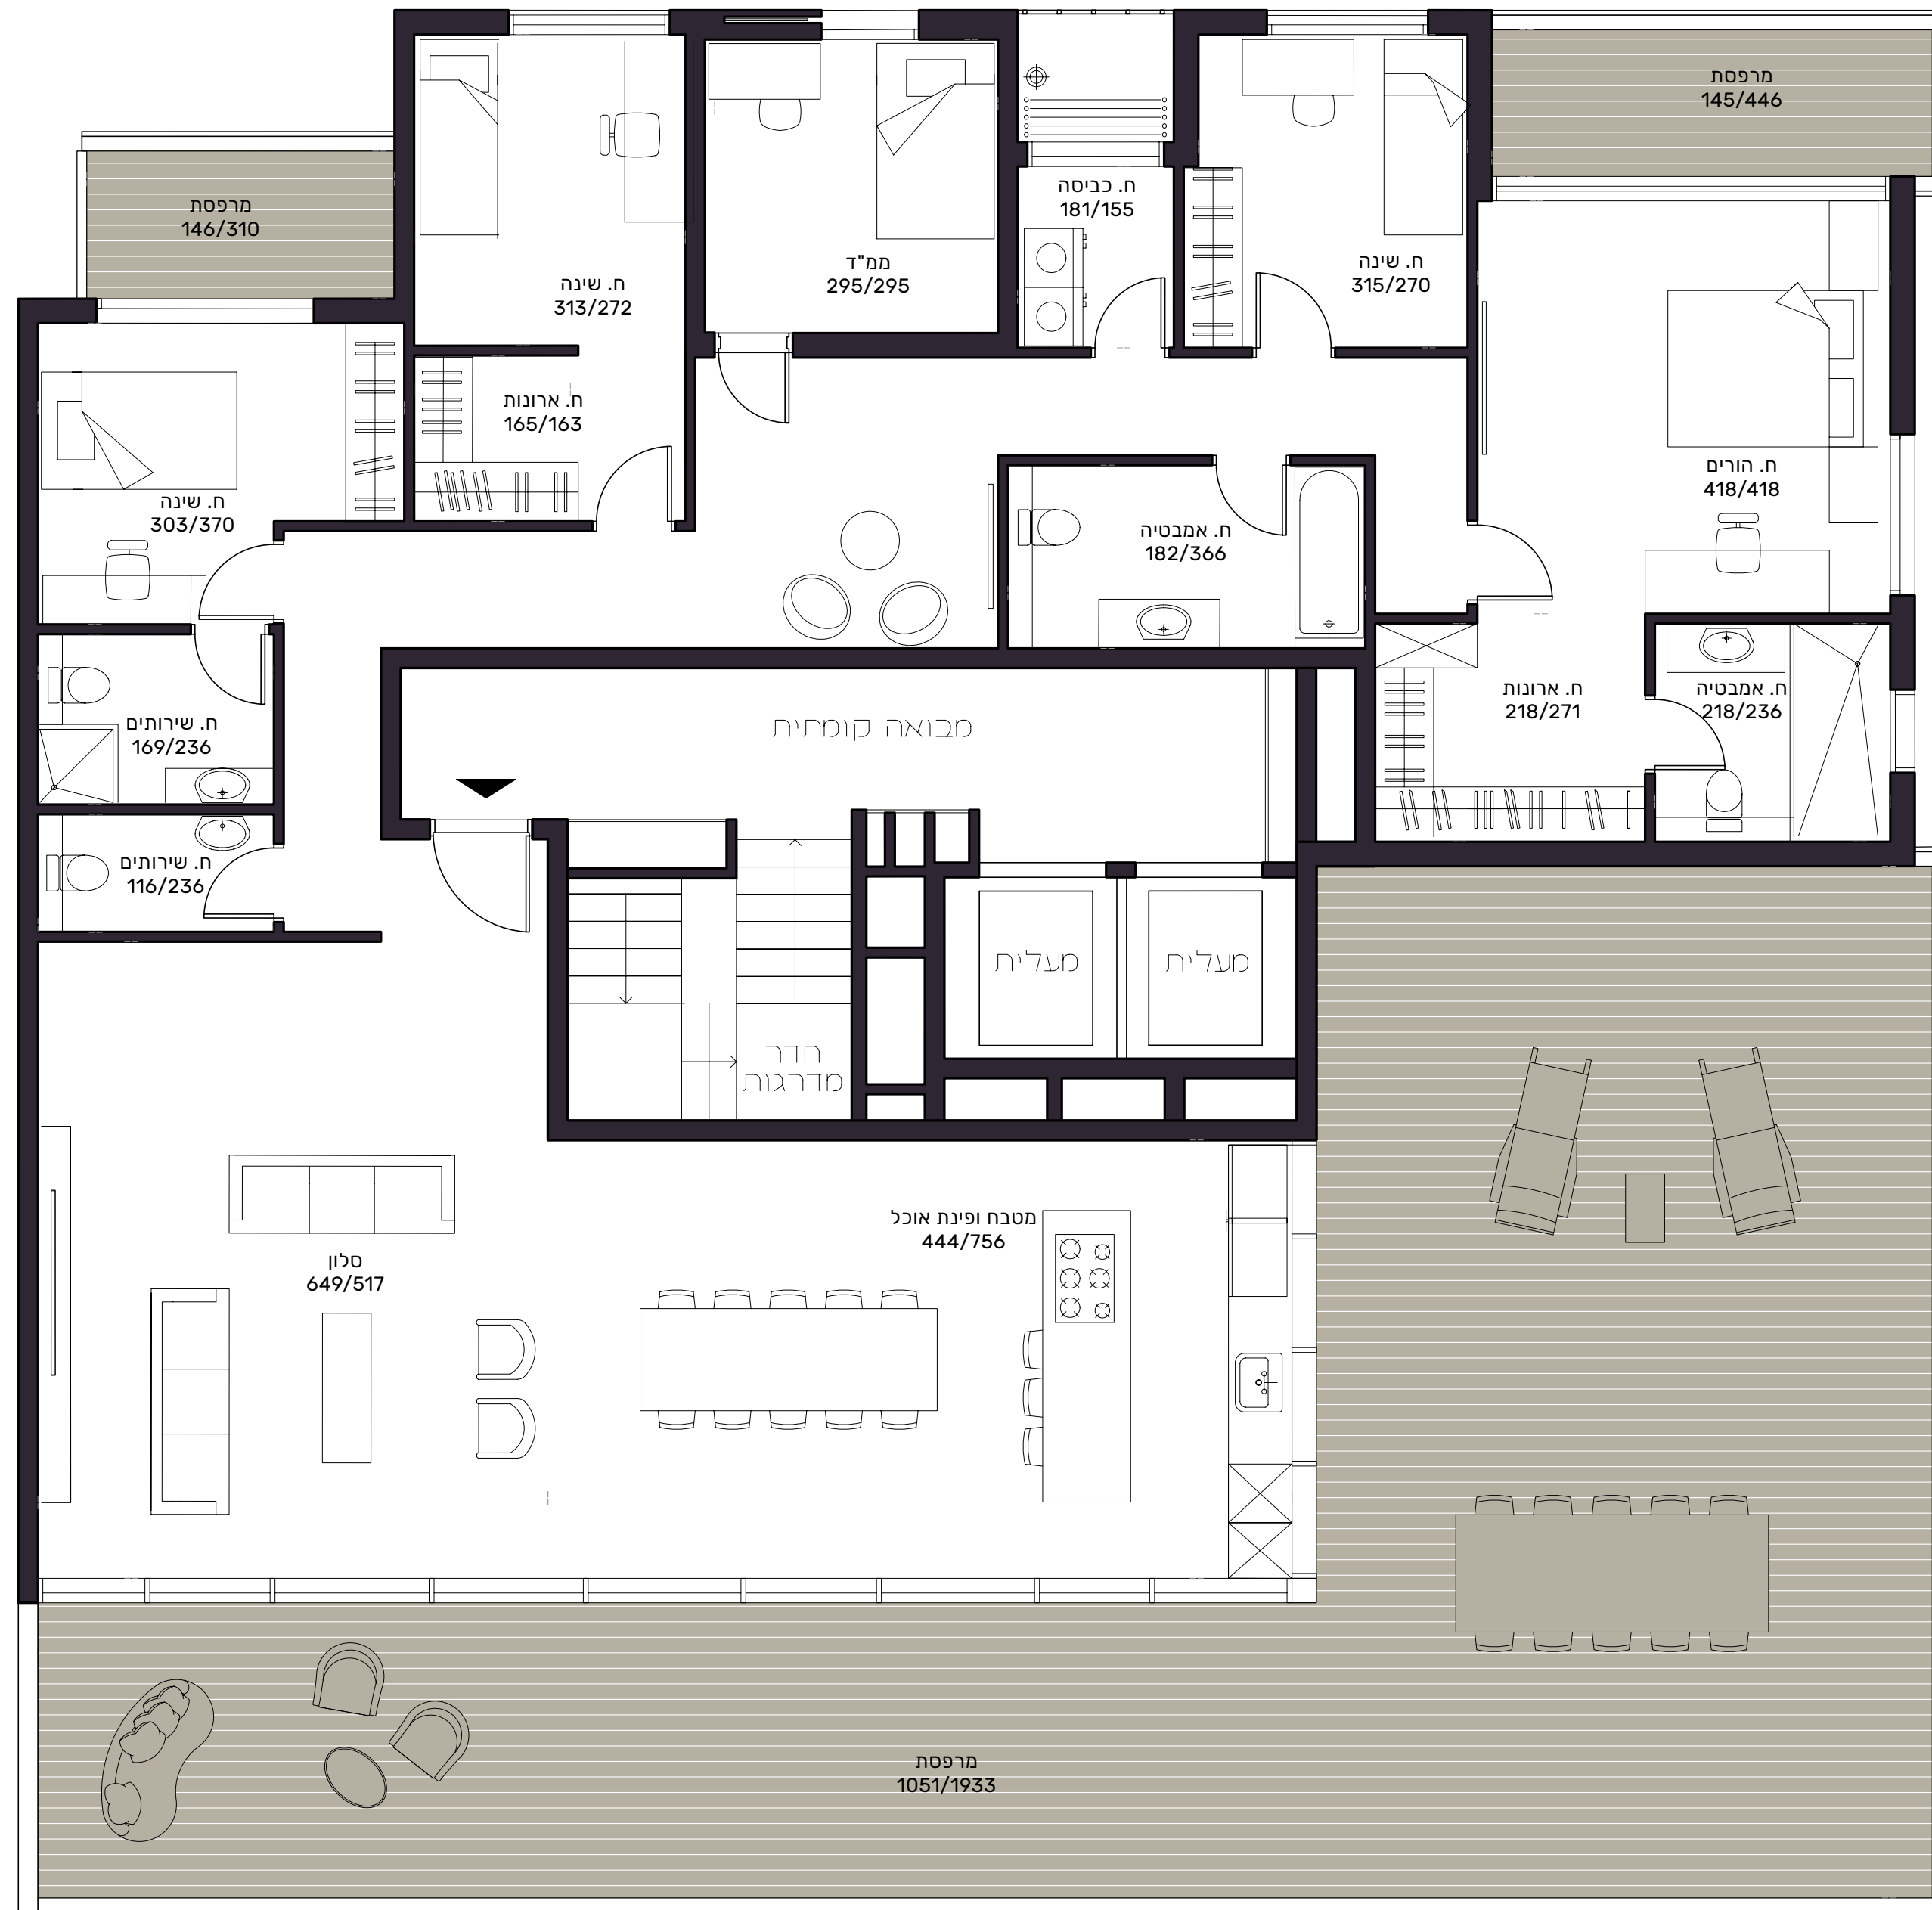 מרפסת
145/446
מרפסת
146/310
ח. כביסה
181/155
ממ"ד
295/295
ח. שינה
315/270
ח. שינה
313/272
ח. ארונות
165/163
ח. הורים
418/418
ח. שינה
303/370
ח. אמבטיה
182/366
ח. ארונות
218/271
ח. אמבטיה
218/236
ח. שירותים
169/236
מבואה קומתית
ח. שירותים
116/236
מעלית
מעלית
חדר
מדרגות
מטבח ופינת אוכל
444/756
סלון
649/517
מרפסת
1051/1933